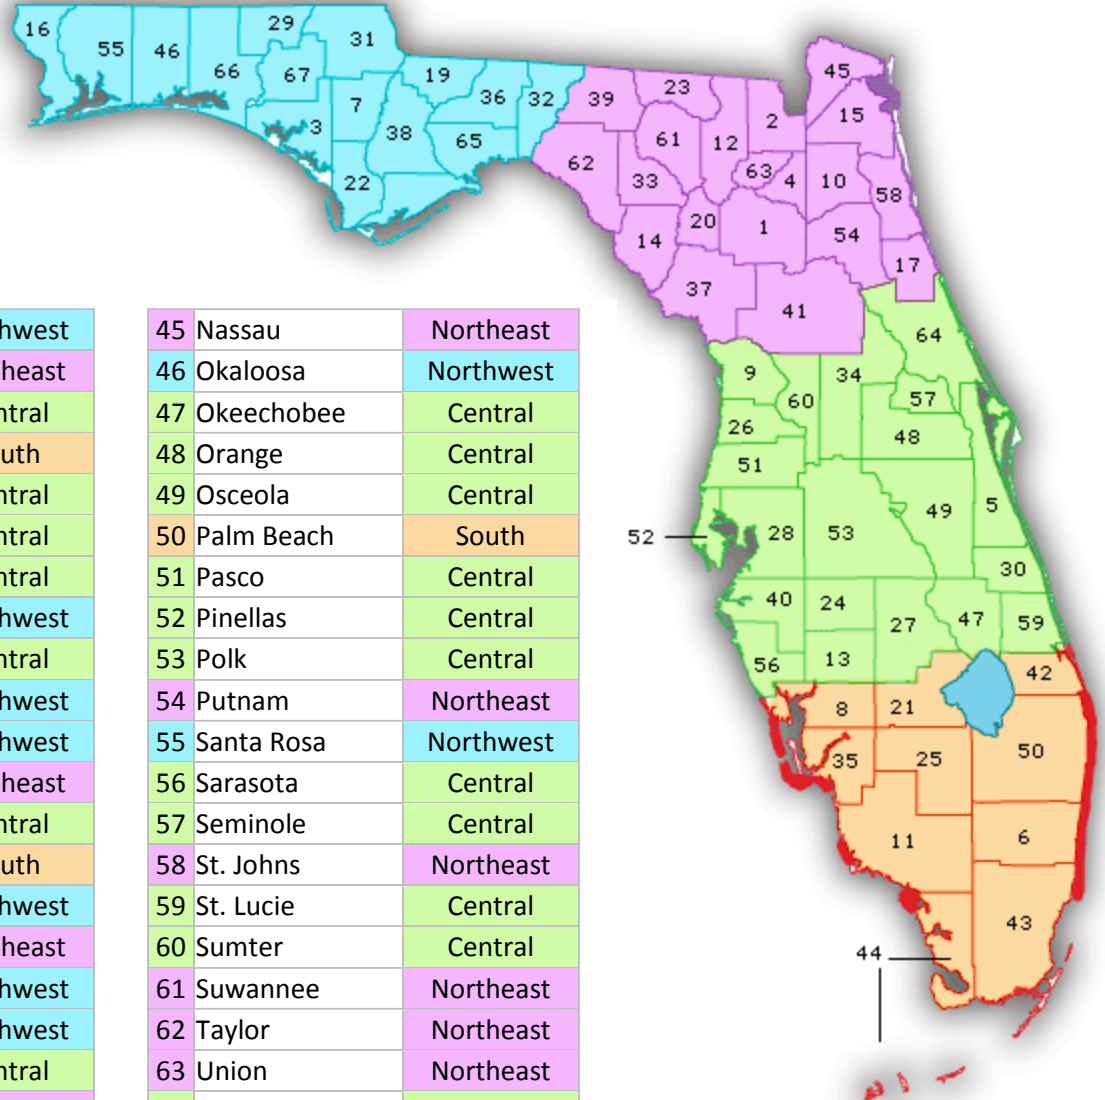 16
55
46
29
31
66
67
7
3
22
19
38
36
32
65
39
23
45
2
15
61
12
62
33
63
4
10
58
14
20
1
54
17
37
41
64
9
34
60
57
26
48
51
49
5
52
28
53
30
40
24
27
47
59
56
13
42
8
21
35
25
50
11
6
43
44
hwest
heast
ntral
uth
ntral
ntral
ntral
hwest
ntral
hwest
hwest
heast
ntral
uth
hwest
heast
hwest
hwest
ntral
45 Nassau Northeast
46 Okaloosa Northwest
47 Okeechobee Central
48 Orange Central
49 Osceola Central
50 Palm Beach South
51 Pasco Central
52 Pinellas Central
53 Polk Central
54 Putnam Northeast
55 Santa Rosa Northwest
56 Sarasota Central
57 Seminole Central
58 St. Johns Northeast
59 St. Lucie Central
60 Sumter Central
61 Suwannee Northeast
62 Taylor Northeast
63 Union Northeast